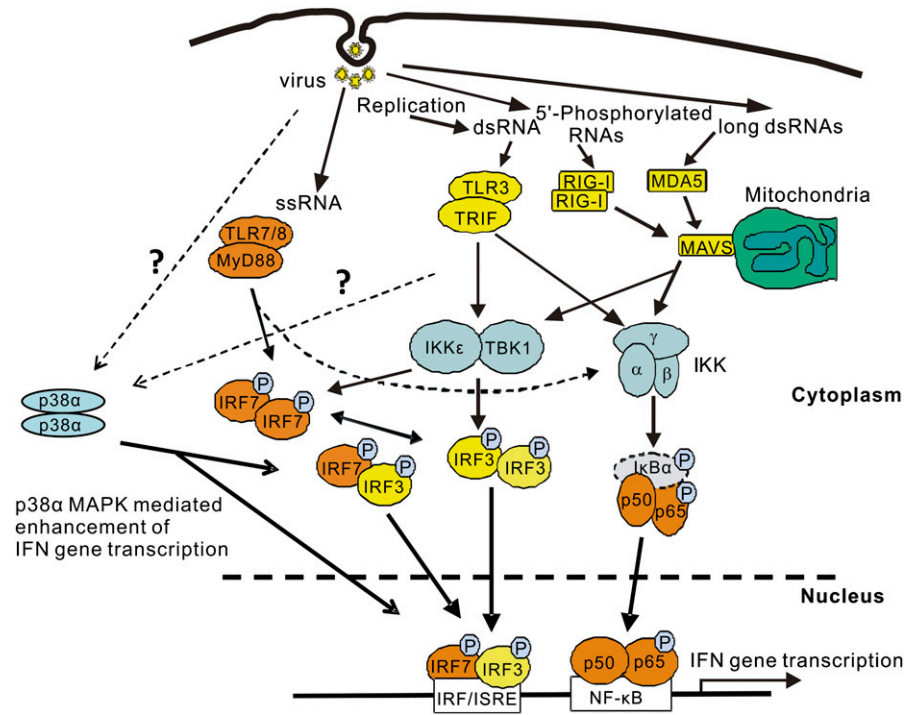 virus
Replication
dsRNA
5'-Phosphorylated
RNAs
long dsRNAs
ssRNA
TLR3
TRIF
RIG-I
RIG-I
MDA5
Mitochondria
MAVS
TLR7/8
MyD88
?
?
IKKε
TBK1
γ
α
β
IKK
Cytoplasm
p38α
p38α
P
IRF7
P
IRF7
P
IRF7
P
IRF3
P
IRF3
P
IRF3
IκBα
P
p50
p65
P
p38α MAPK mediated
enhancement of
IFN gene transcription
Nucleus
P
IRF7
P
IRF3
IRF/ISRE
p50
p65
P
NF-κB
IFN gene transcription